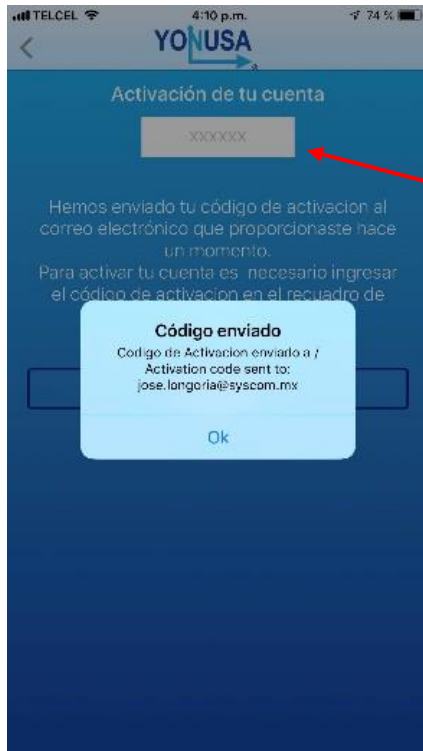 TELCEL 4:10 p.m. 74 %
YONUSA
Activación de tu cuenta
XXXXXX
Hemos enviado tu código de activacion al
correo electrónico que proporcionaste hace
un momento.
Para activar tu cuenta es necesario ingresar
el código de activacion en el recuadro de
Código enviado
Codigo de Activacion enviado a /
Activation code sent to:
jose.longoria@syscom.mx
Ok